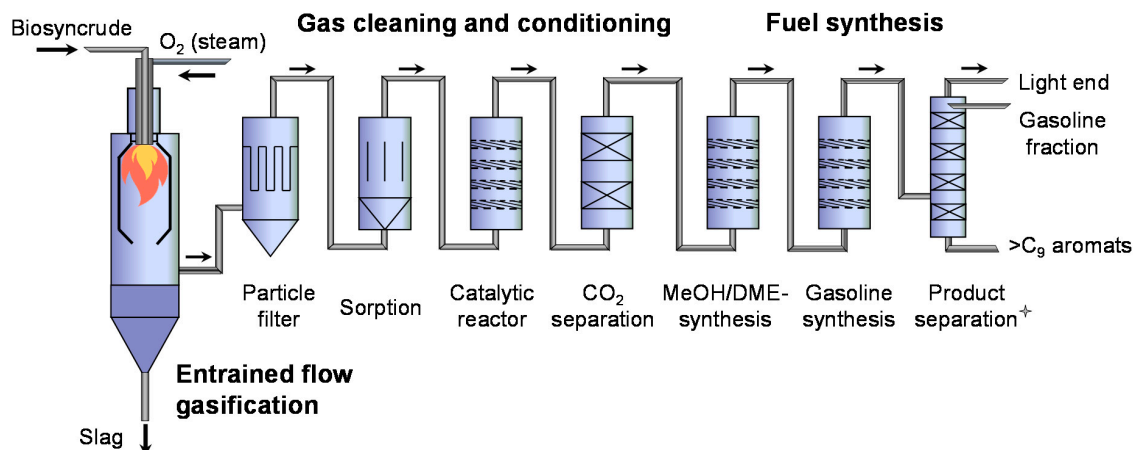 Biosyncrude
O₂ (steam)
Gas cleaning and conditioning
Fuel synthesis
Light end
Gasoline
fraction
>C₉ aromats
Particle
filter
Sorption
Catalytic
reactor
CO₂
separation
MeOH/DME-
synthesis
Gasoline
synthesis
Product
separation✧
Entrained flow
gasification
Slag